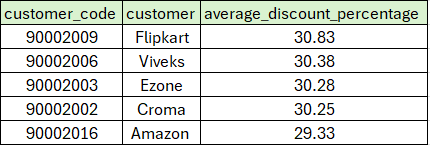 customer_code customer average_discount_percentage
90002009 Flipkart 30.83
90002006 Viveks 30.38
90002003 Ezone 30.28
90002002 Croma 30.25
90002016 Amazon 29.33